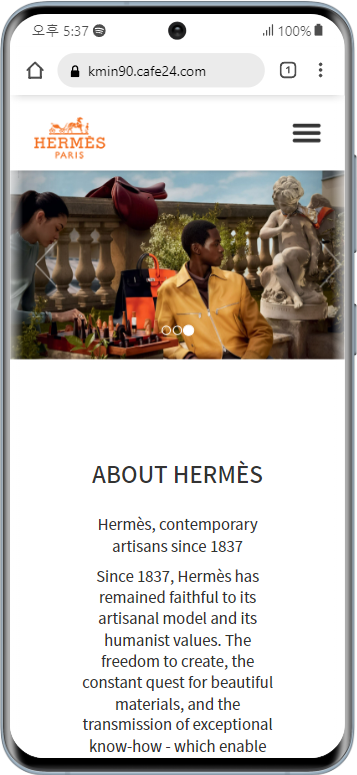 오후 5:37
100%
kmin90.cafe24.com
1
HERMÈS
PARIS
ABOUT HERMÈS
Hermès, contemporary
artisans since 1837
Since 1837, Hermès has
remained faithful to its
artisanal model and its
humanist values. The
freedom to create, the
constant quest for beautiful
materials, and the
transmission of exceptional
know-how - which enable